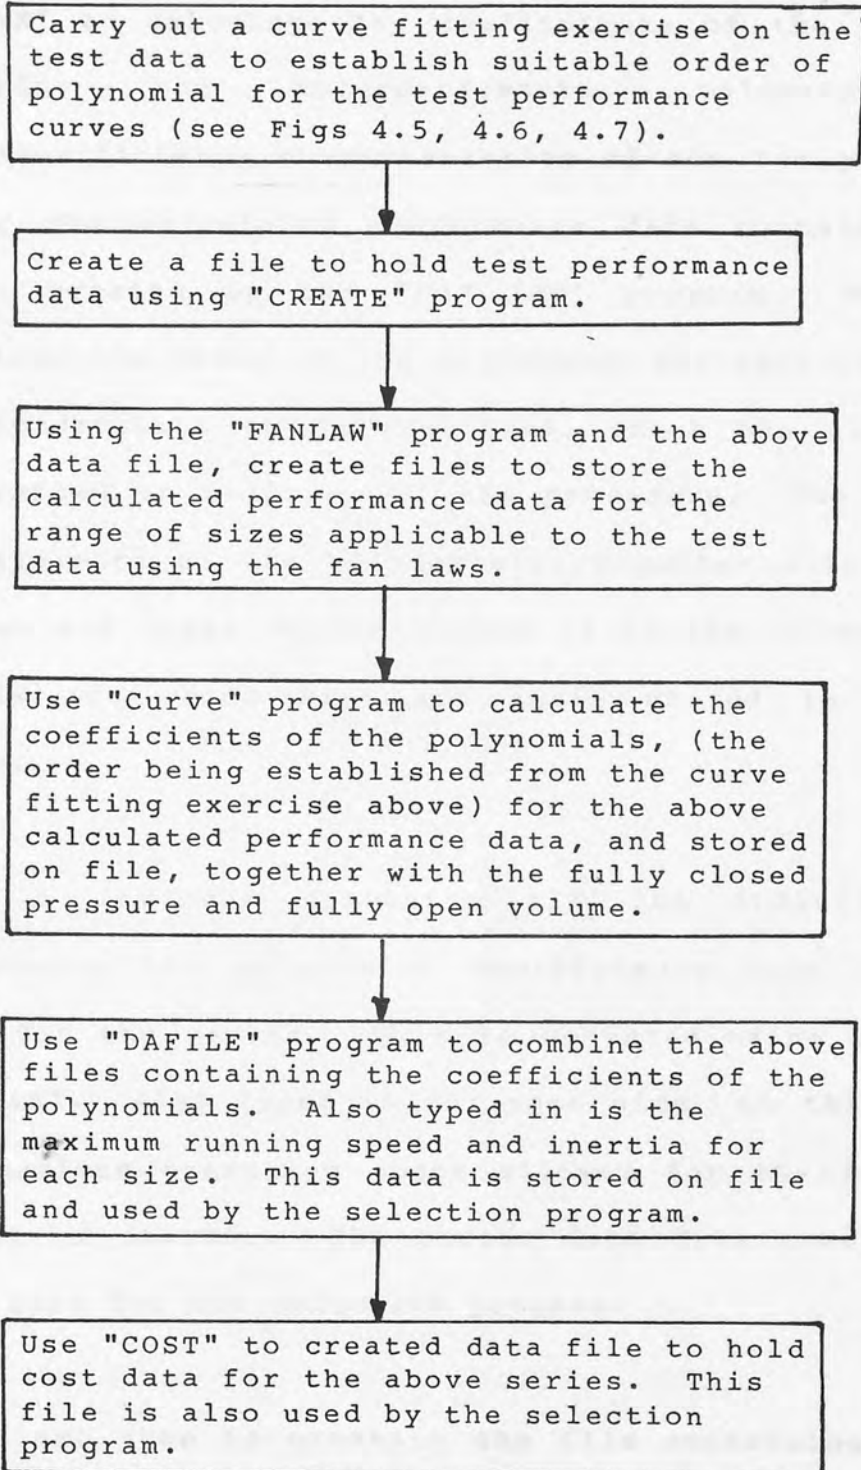 Carry out a curve fitting exercise on the
test data to establish suitable order of
polynomial for the test performance
curves (see Figs 4.5, 4.6, 4.7).
Create a file to hold test performance
data using "CREATE" program.
Using the "FANLAW" program and the above
data file, create files to store the
calculated performance data for the
range of sizes applicable to the test
data using the fan laws.
Use "Curve" program to calculate the
coefficients of the polynomials, (the
order being established from the curve
fitting exercise above) for the above
calculated performance data, and stored
on file, together with the fully closed
pressure and fully open volume.
Use "DAFILE" program to combine the above
files containing the coefficients of the
polynomials. Also typed in is the
maximum running speed and inertia for
each size. This data is stored on file
and used by the selection program.
Use "COST" to created data file to hold
cost data for the above series. This
file is also used by the selection
program.